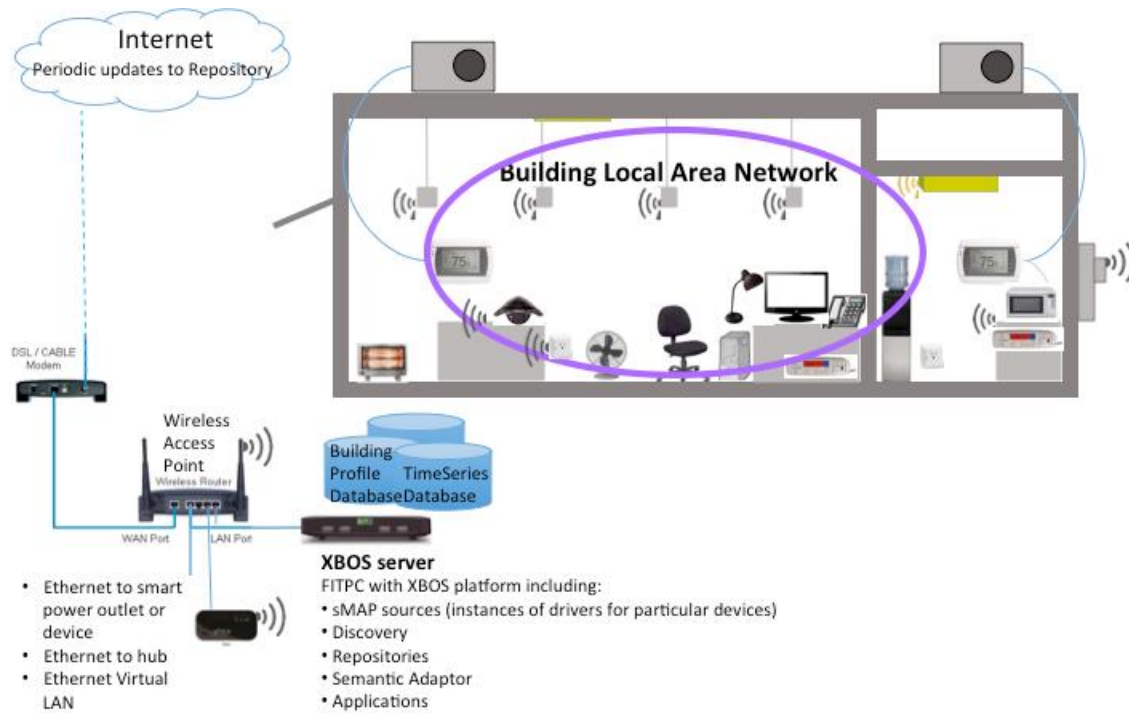 Internet
Periodic updates to Repository
Building Local Area Network
75
75
DSL / CABLE
Modem
Wireless
Access
Point
Wireless Router
WAN Port
LAN Port
Building
Profile
Database
TimeSeries
Database
• Ethernet to smart
power outlet or
device
• Ethernet to hub
• Ethernet Virtual
LAN
XBOS server
FITPC with XBOS platform including:
• sMAP sources (instances of drivers for particular devices)
• Discovery
• Repositories
• Semantic Adaptor
• Applications